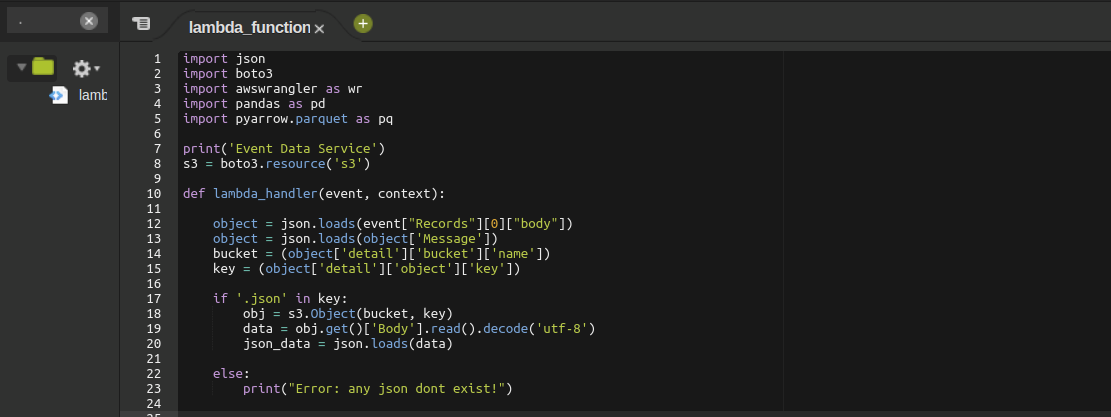 .
lambda_function
lamb
1 import json
2 import boto3
3 import awswrangler as wr
4 import pandas as pd
5 import pyarrow.parquet as pq
6
7 print('Event Data Service')
8 s3 = boto3.resource('s3')
9
10 def lambda_handler(event, context):
11
12     object = json.loads(event["Records"][0]["body"])
13     object = json.loads(object['Message'])
14     bucket = (object['detail']['bucket']['name'])
15     key = (object['detail']['object']['key'])
16
17     if '.json' in key:
18         obj = s3.Object(bucket, key)
19         data = obj.get()['Body'].read().decode('utf-8')
20         json_data = json.loads(data)
21
22     else:
23         print("Error: any json dont exist!")
24